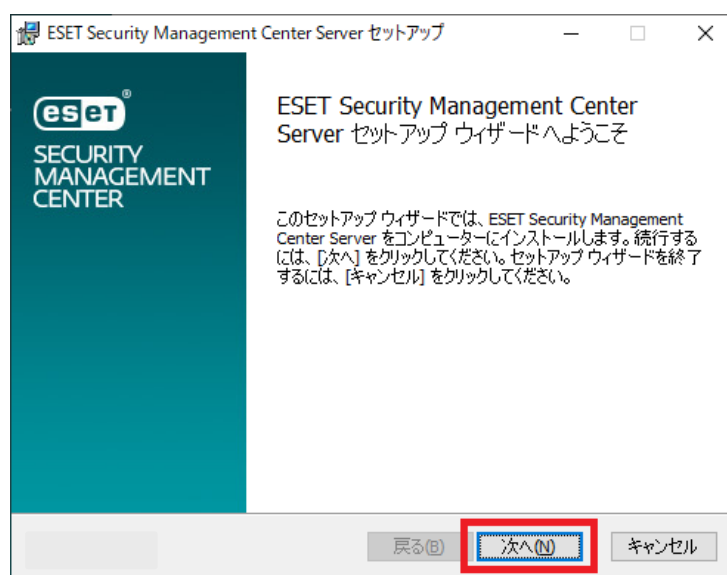 ESET Security Management Center Server セットアップ
eseT®
SECURITY
MANAGEMENT
CENTER
ESET Security Management Center
Server セットアップ ウィザードへようこそ
このセットアップ ウィザードでは、ESET Security Management
Center Server をコンピューターにインストールします。続行する
には、[次へ] をクリックしてください。セットアップ ウィザードを終了
するには、[キャンセル] をクリックしてください。
戻る(B)
次へ(N)
キャンセル